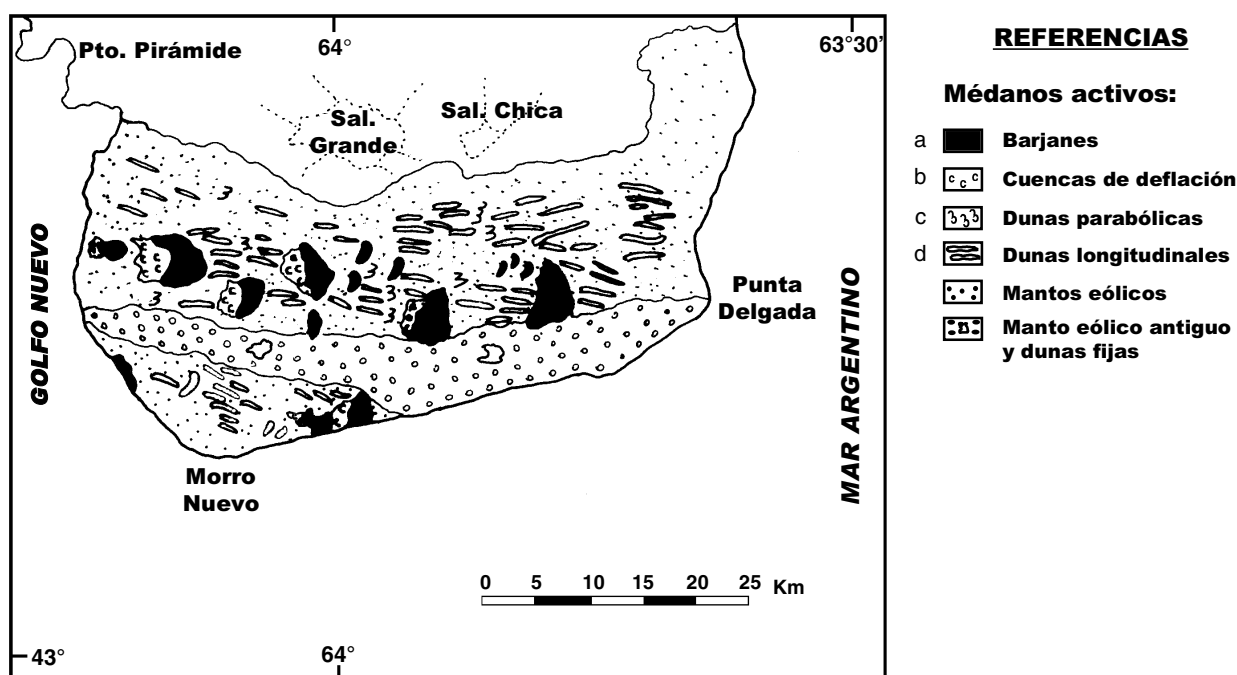 Pto. Pirámide
64°
63°30'
Sal.
Grande
Sal. Chica
GOLFO NUEVO
Punta
Delgada
MAR ARGENTINO
Morro
Nuevo
0 5 10 15 20 25 Km
43°
64°
REFERENCIAS
Médanos activos:
a Barjanes
b c c c Cuencas de deflación
c Dunas parabólicas
d Dunas longitudinales
Mantos eólicos
Manto eólico antiguo
y dunas fijas